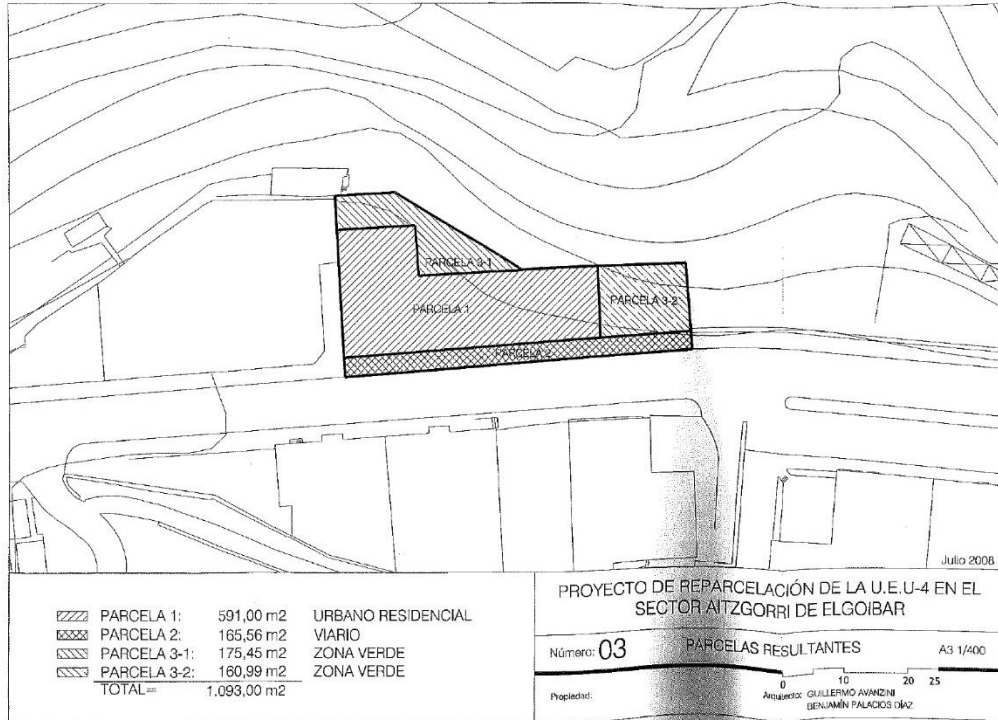 PARCELA 3-1
PARCELA 1
PARCELA 3-2
PARCELA 2
Julio 2008
PARCELA 1: 591,00 m2 URBANO RESIDENCIAL
PARCELA 2: 165,56 m2 VIARIO
PARCELA 3-1: 175,45 m2 ZONA VERDE
PARCELA 3-2: 160,99 m2 ZONA VERDE
TOTAL= 1.093,00 m2
PROYECTO DE REPARCELACIÓN DE LA U.E.U-4 EN EL
SECTOR AITZGORRI DE ELGOIBAR
Número: 03 PARCELAS RESULTANTES A3 1/400
0 10 20 25
Propiedad:
Arquitecto: GUILLERMO AVANZINI
BENJAMÍN PALACIOS DÍAZ